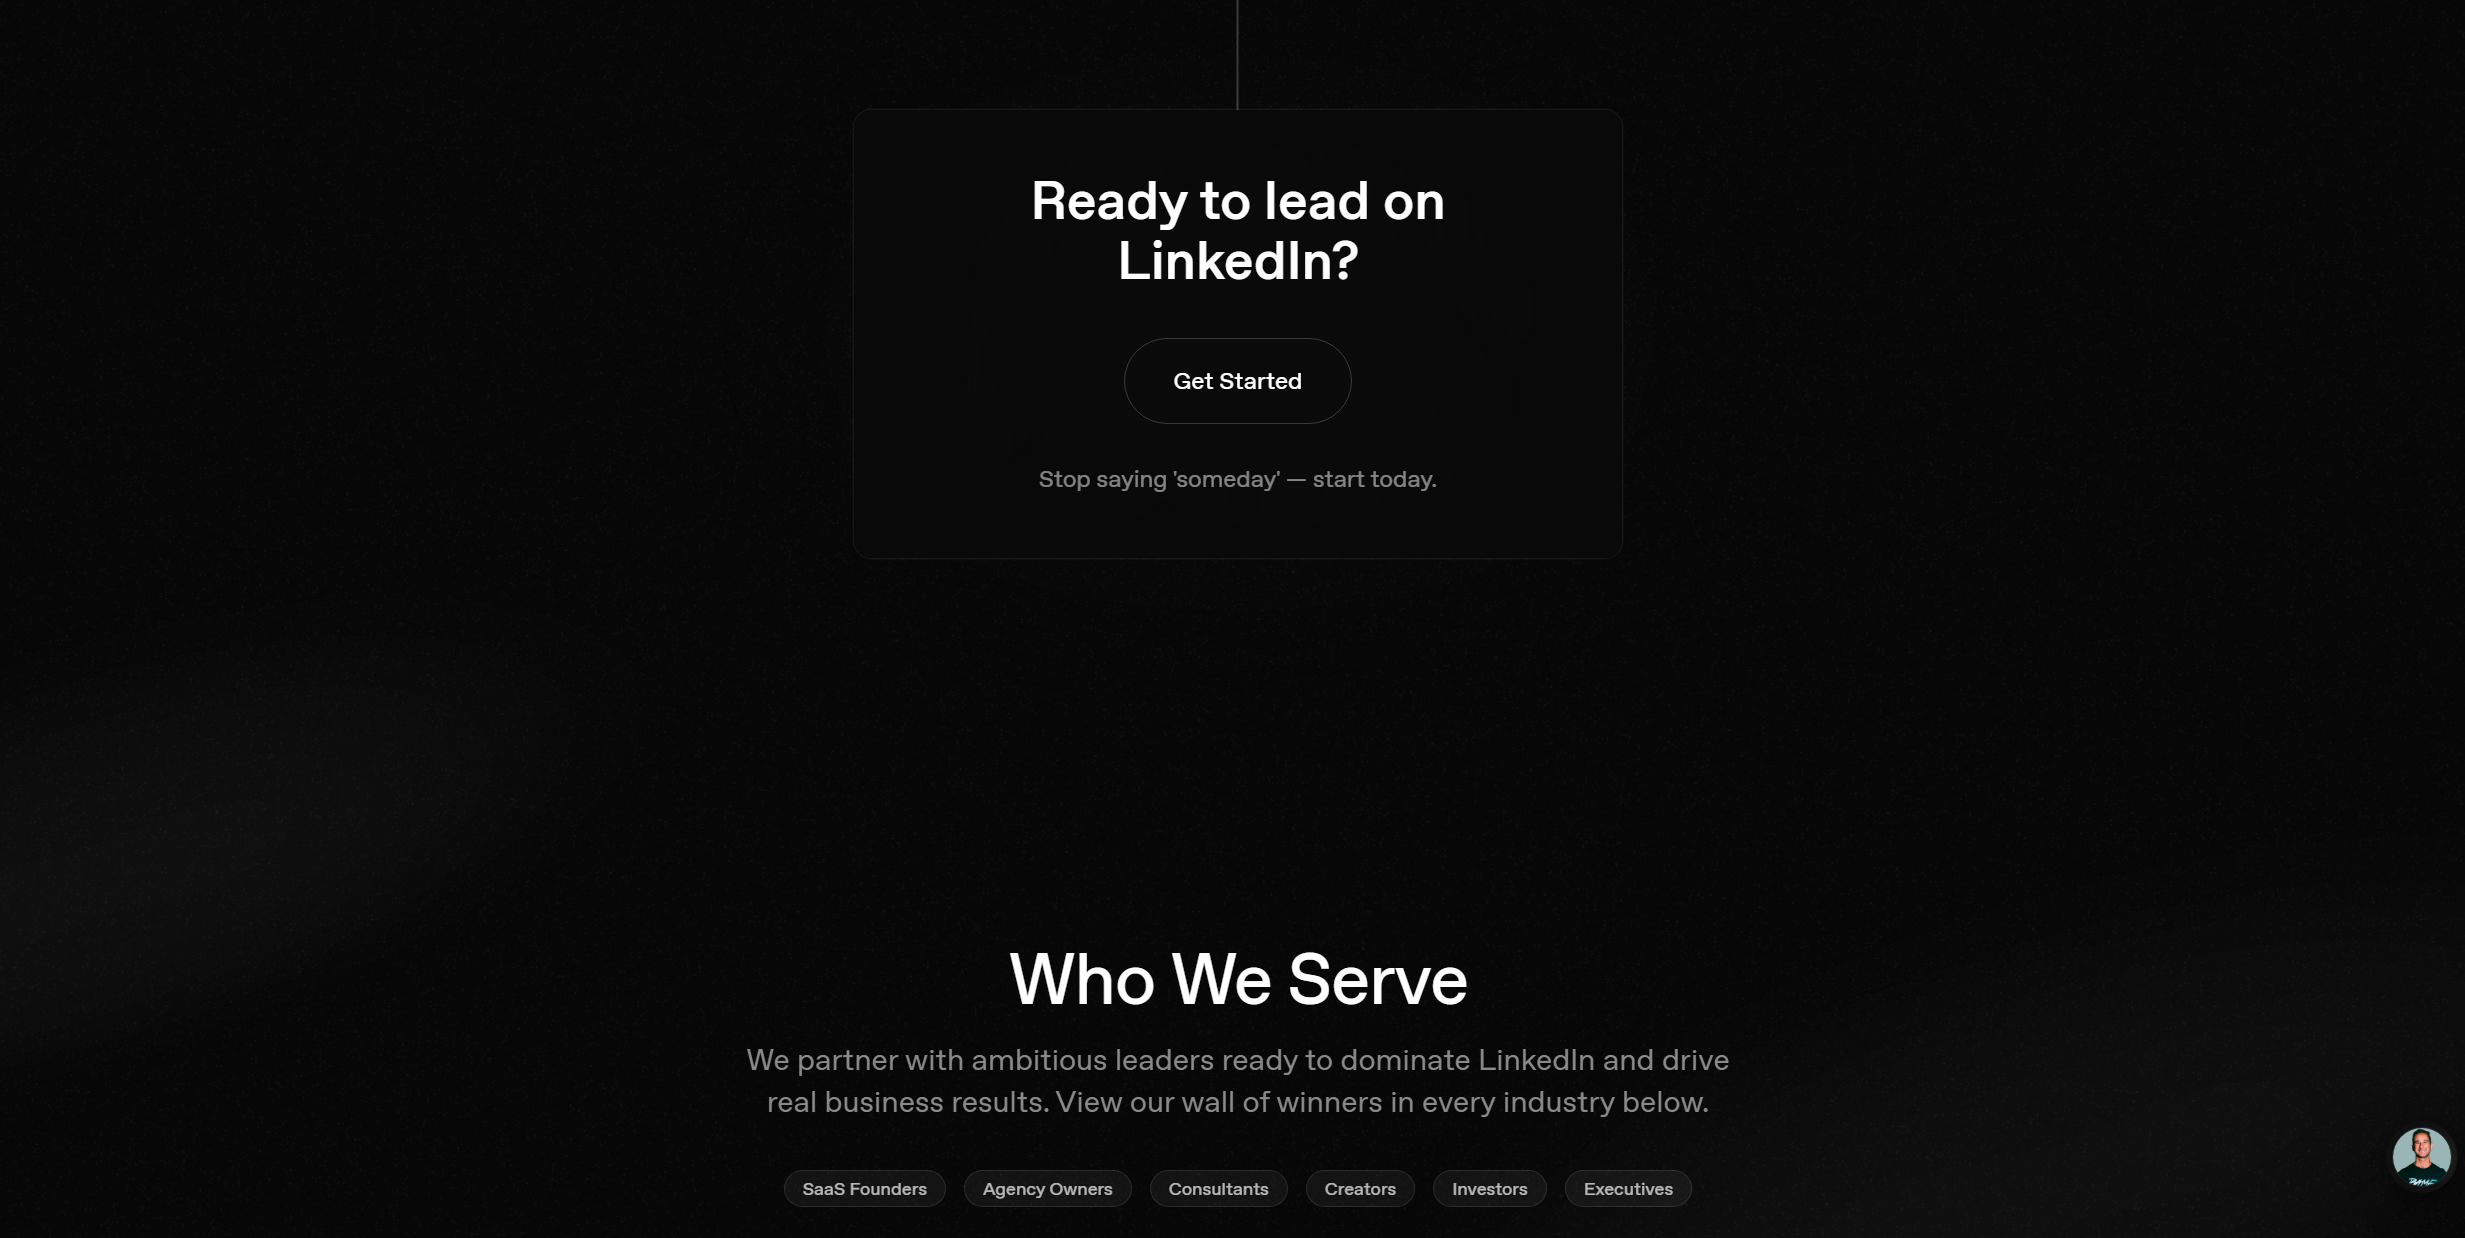 Ready to lead on
LinkedIn?
Get Started
Stop saying 'someday' — start today.
Who We Serve
We partner with ambitious leaders ready to dominate LinkedIn and drive
real business results. View our wall of winners in every industry below.
SaaS Founders Agency Owners Consultants Creators Investors Executives